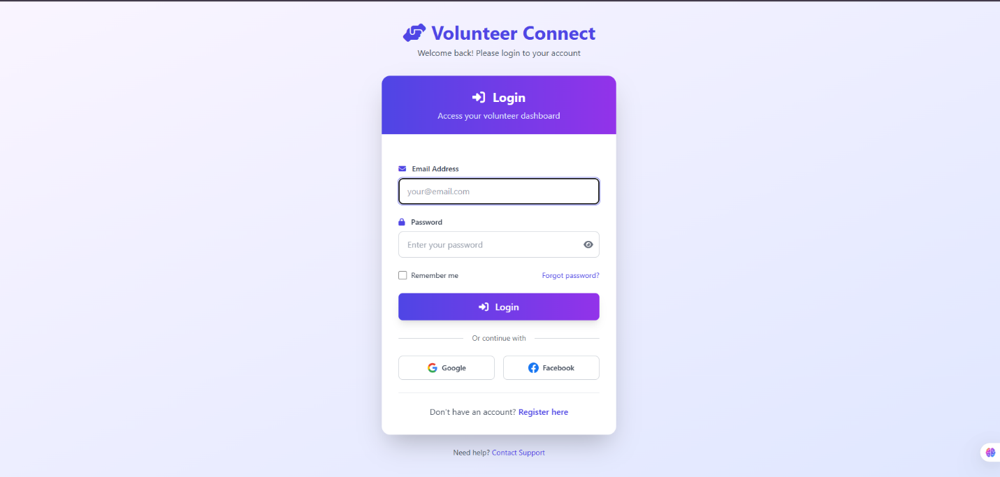 Volunteer Connect
Welcome back! Please login to your account
Login
Access your volunteer dashboard
Email Address
your@email.com
Password
Enter your password
Remember me
Forgot password?
Login
Or continue with
Google
Facebook
Don't have an account? Register here
Need help? Contact Support